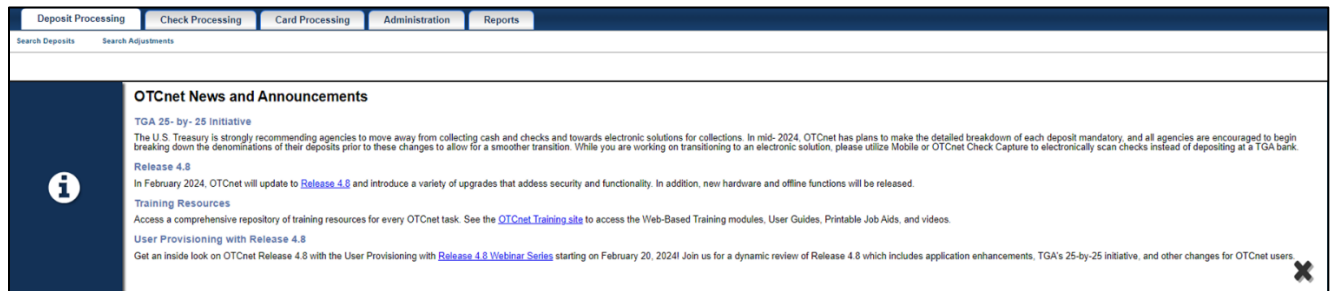 Deposit Processing Check Processing Card Processing Administration Reports
Search Deposits Search Adjustments
OTCnet News and Announcements
TGA 25- by- 25 Initiative
The U.S. Treasury is strongly recommending agencies to move away from collecting cash and checks and towards electronic solutions for collections. In mid- 2024, OTCnet has plans to make the detailed breakdown of each deposit mandatory, and all agencies are encouraged to begin
breaking down the denominations of their deposits prior to these changes to allow for a smoother transition. While you are working on transitioning to an electronic solution, please utilize Mobile or OTCnet Check Capture to electronically scan checks instead of depositing at a TGA bank.
Release 4.8
In February 2024, OTCnet will update to Release 4.8 and introduce a variety of upgrades that address security and functionality. In addition, new hardware and offline functions will be released.
Training Resources
Access a comprehensive repository of training resources for every OTCnet task. See the OTCnet Training site to access the Web-Based Training modules, User Guides, Printable Job Aids, and videos.
User Provisioning with Release 4.8
Get an inside look on OTCnet Release 4.8 with the User Provisioning with Release 4.8 Webinar Series starting on February 20, 2024! Join us for a dynamic review of Release 4.8 which includes application enhancements, TGA's 25-by-25 initiative, and other changes for OTCnet users.